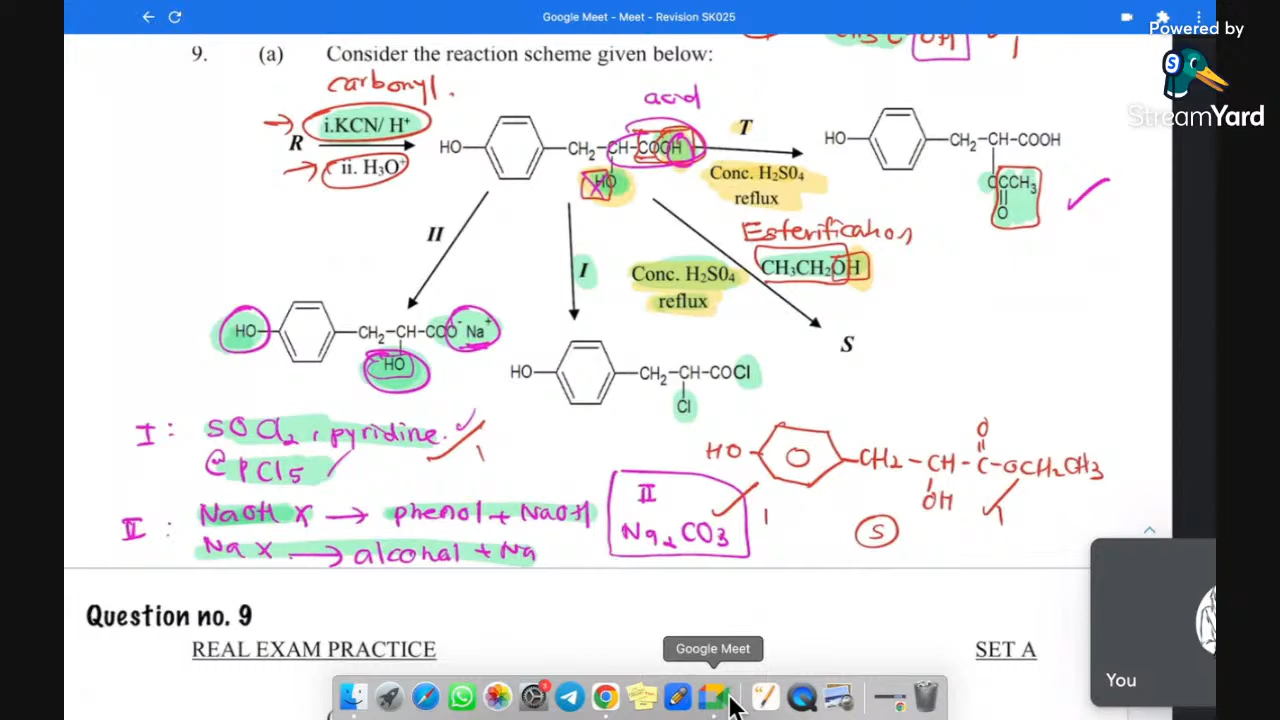 Google Meet - Meet - Revision SK025
Powered by
StreamYard
9. (a) Consider the reaction scheme given below:
carbonyl.
acid
R i.KCN/ H⁺
ii. H₃O⁺
HO CH₂-CH-COOH
HO
T
Conc. H₂SO₄
reflux
HO CH₂-CH-COOH
OCCH₃
O
Esterification
II
I
Conc. H₂SO₄
reflux
CH₃CH₂OH
S
HO CH₂-CH-COO⁻Na⁺
HO
HO CH₂-CH-COCl
Cl
I : SOCl₂, pyridine. 1
@ PCl₅
II : NaOH X → phenol + NaOH
Na X → alcohol + Na
II
Na₂CO₃ 1
HO CH₂-CH-C-OCH₂CH₃
O
OH
S 1
Question no. 9
REAL EXAM PRACTICE SET A
Google Meet
You